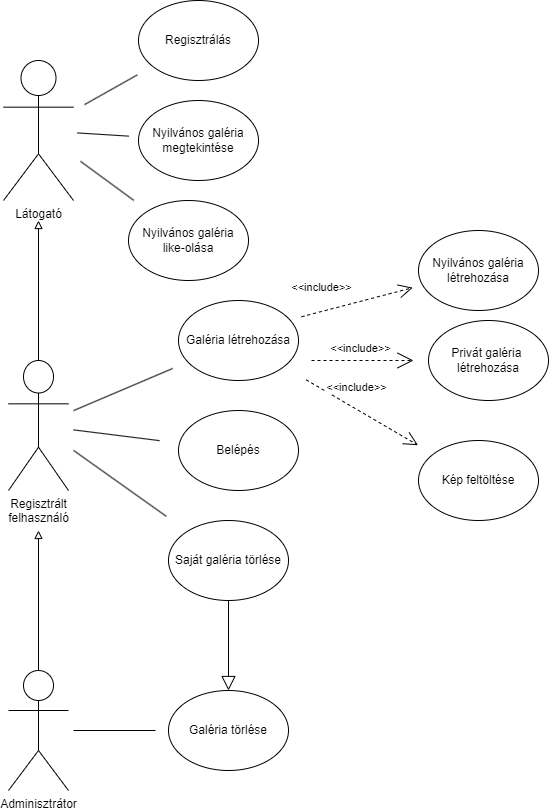 Regisztrálás
Nyilvános galéria
megtekintése
Látogató
Nyilvános galéria
like-olása
Nyilvános galéria
létrehozása
<<include>>
Galéria létrehozása
<<include>>
Privát galéria
létrehozása
<<include>>
Belépés
Kép feltöltése
Regisztrált
felhasználó
Saját galéria törlése
Galéria törlése
Adminisztrátor